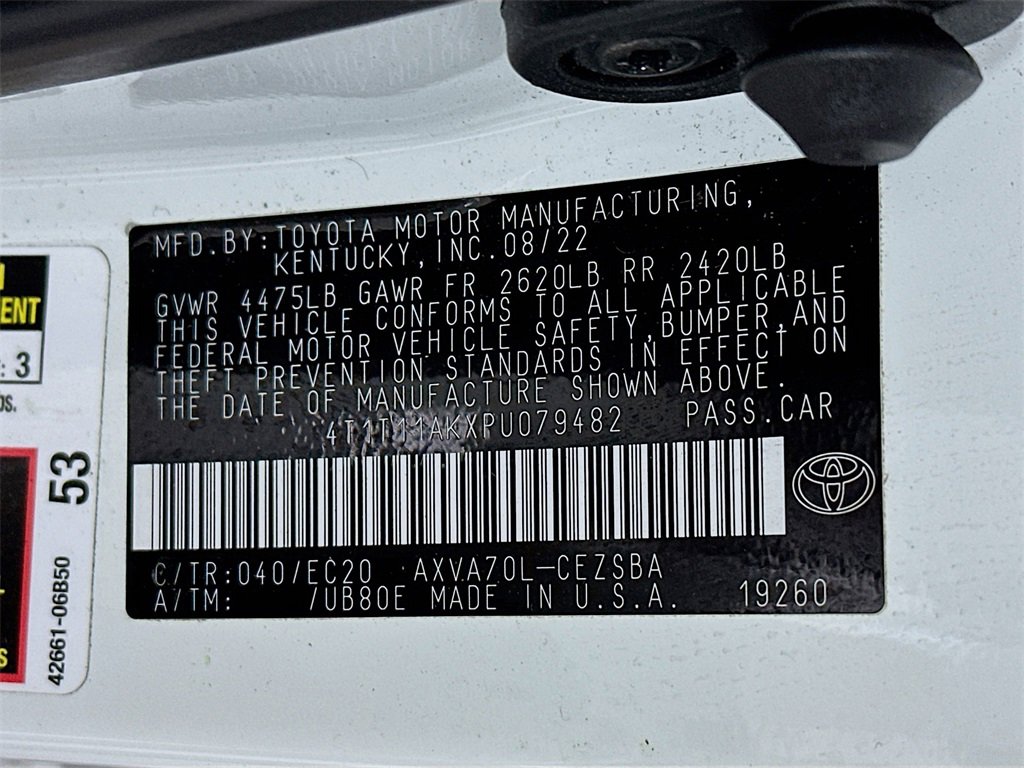 MFD.BY:TOYOTA MOTOR MANUFACTURING,
KENTUCKY,INC.08/22
GVWR 4475LB GAWR FR 2620LB RR 2420LB
THIS VEHICLE CONFORMS TO ALL APPLICABLE
FEDERAL MOTOR VEHICLE SAFETY,BUMPER,AND
THEFT PREVENTION STANDARDS IN EFFECT ON
THE DATE OF MANUFACTURE SHOWN ABOVE.
4T1T11AKXPU079482 PASS.CAR
C/TR:040/EC20 AXVA70L-CEZSBA
A/TM: /UB80E MADE IN U.S.A. 19260
ENT
: 3
53
42661-06B50